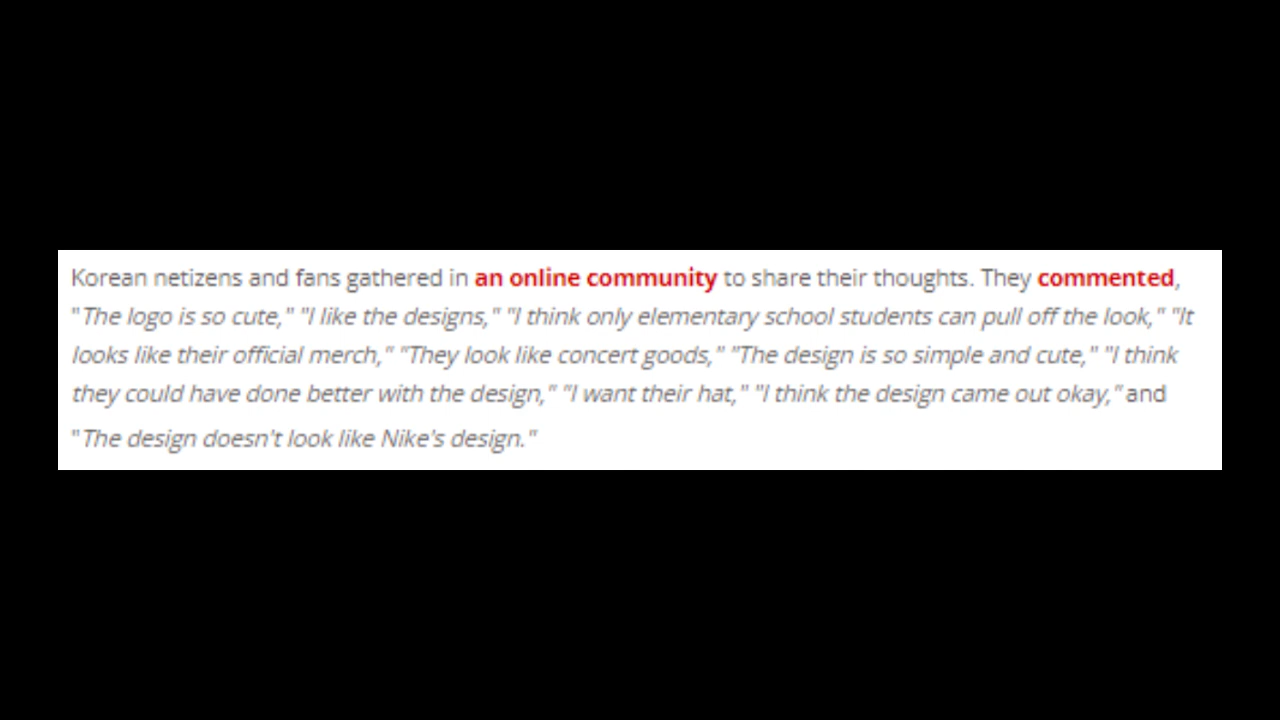 Korean netizens and fans gathered in an online community to share their thoughts. They commented,
"The logo is so cute," "I like the designs," "I think only elementary school students can pull off the look," "It
looks like their official merch," "They look like concert goods," "The design is so simple and cute," "I think
they could have done better with the design," "I want their hat," "I think the design came out okay," and
"The design doesn't look like Nike's design."